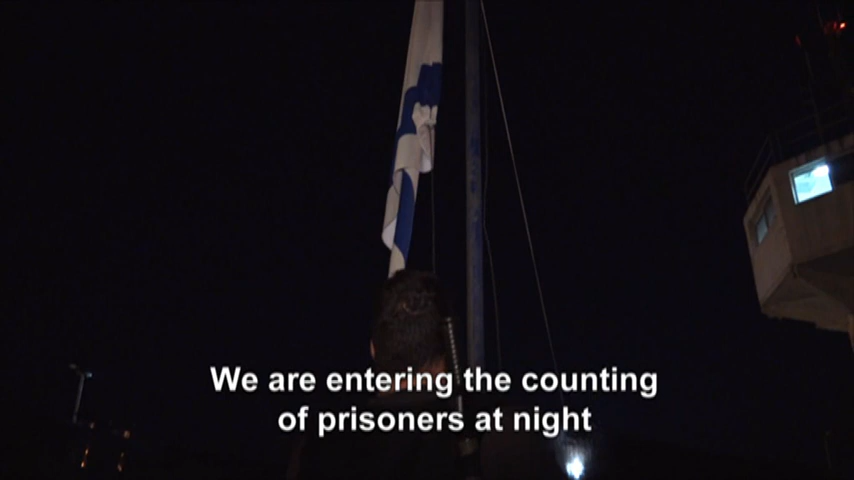 We are entering the counting
of prisoners at night